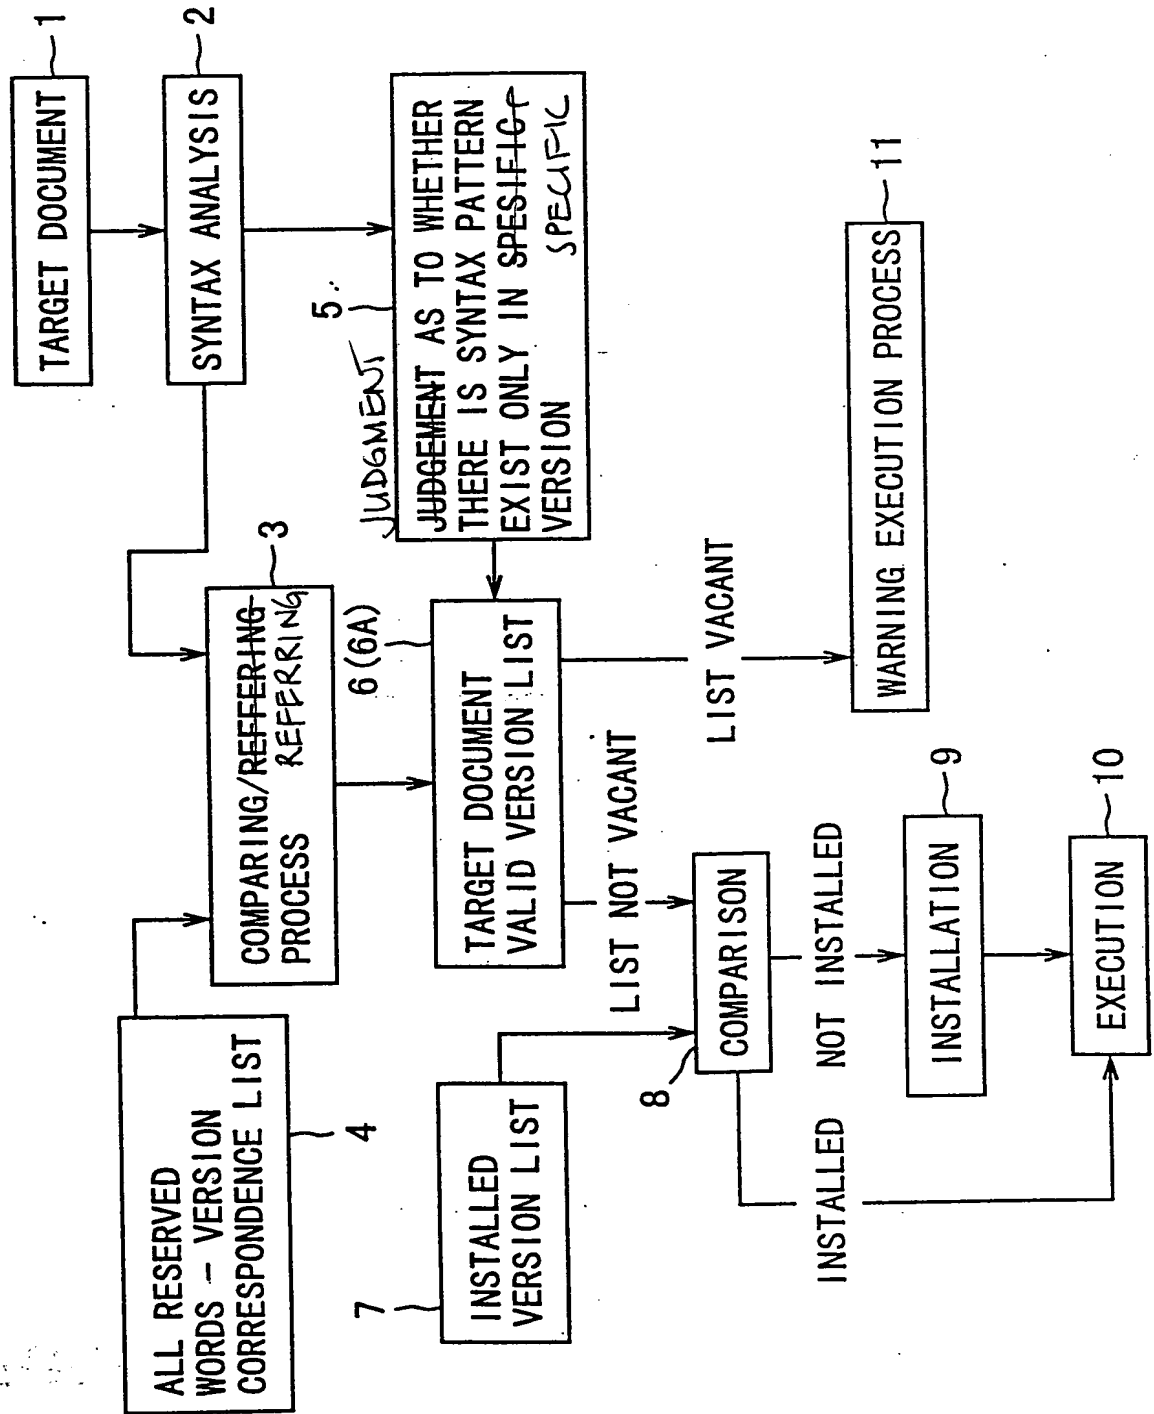 TARGET DOCUMENT
1
SYNTAX ANALYSIS
2
COMPARING/REFFERING
REFERRING
PROCESS
3
ALL RESERVED
WORDS - VERSION
CORRESPONDENCE LIST
4
JUDGMENT
5
JUDGEMENT AS TO WHETHER
THERE IS SYNTAX PATTERN
EXIST ONLY IN SPESIFIC
SPECIFIC
VERSION
6(6A)
TARGET DOCUMENT
VALID VERSION LIST
LIST NOT VACANT
LIST VACANT
7
INSTALLED
VERSION LIST
8
COMPARISON
INSTALLED
NOT INSTALLED
INSTALLATION
9
EXECUTION
10
WARNING EXECUTION PROCESS
11